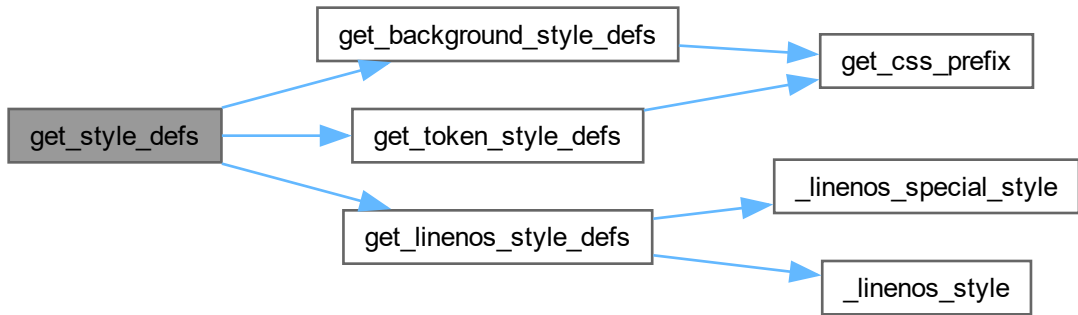 get_style_defs
get_background_style_defs
get_token_style_defs
get_linenos_style_defs
get_css_prefix
_linenos_special_style
_linenos_style